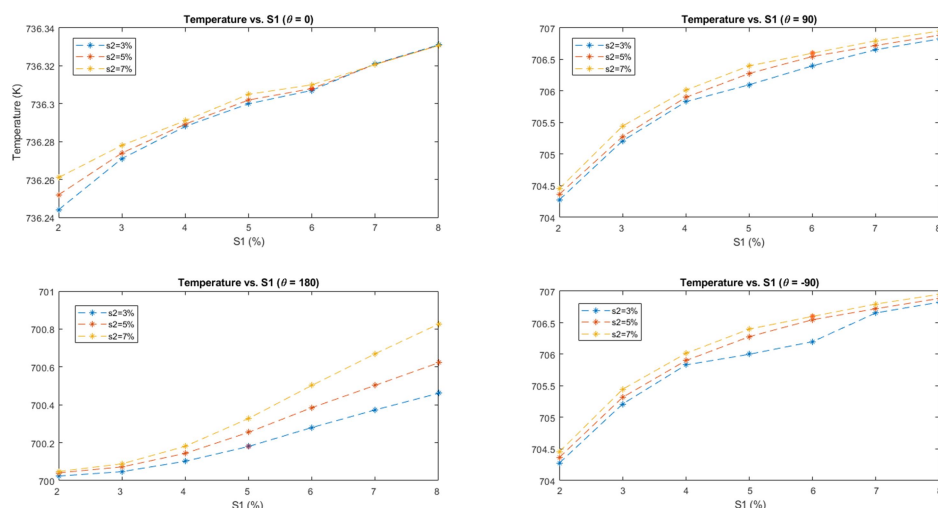 Temperature vs. S1 (θ = 0)
736.34
736.32
736.3
736.28
736.26
736.24
Temperature (K)
s2=3%
s2=5%
s2=7%
2 3 4 5 6 7 8
S1 (%)
Temperature vs. S1 (θ = 90)
707
706.5
706
705.5
705
704.5
704
s2=3%
s2=5%
s2=7%
2 3 4 5 6 7 8
S1 (%)
Temperature vs. S1 (θ = 180)
701
700.8
700.6
700.4
700.2
700
s2=3%
s2=5%
s2=7%
2 3 4 5 6 7 8
S1 (%)
Temperature vs. S1 (θ = -90)
707
706.5
706
705.5
705
704.5
704
s2=3%
s2=5%
s2=7%
2 3 4 5 6 7 8
S1 (%)